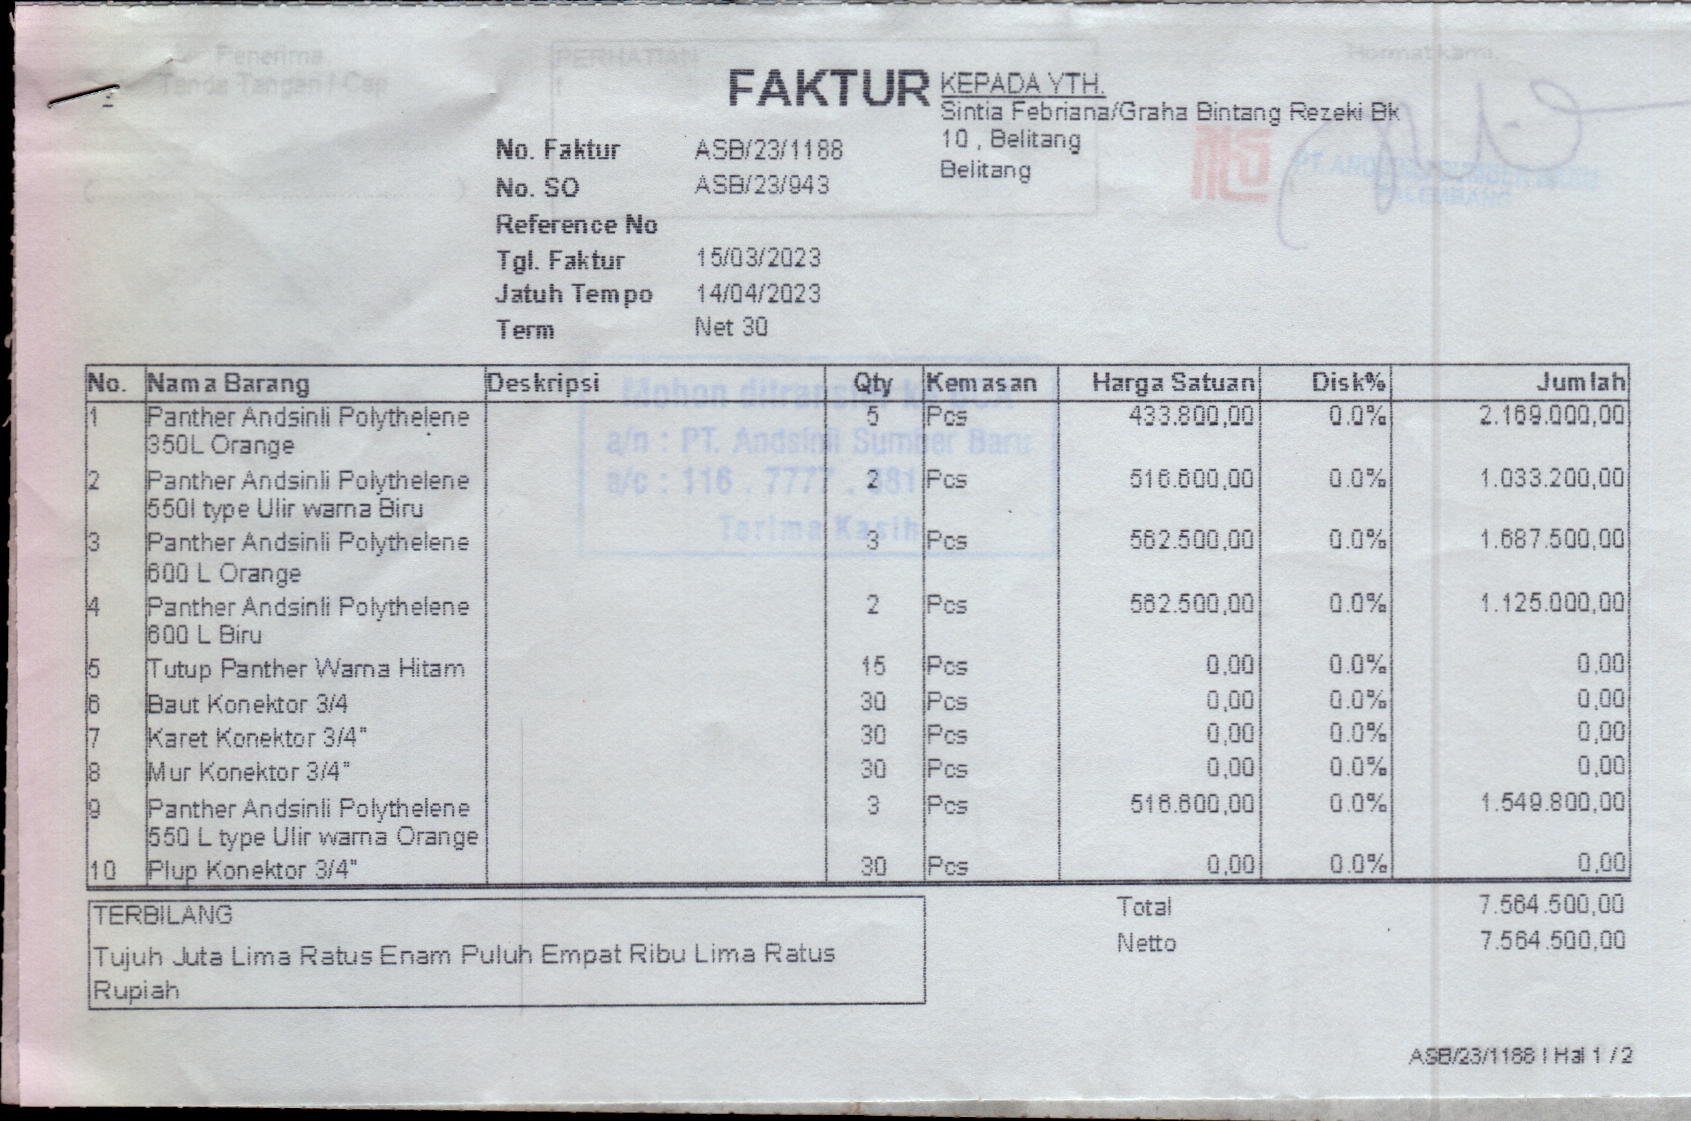 Penerima
Tanda Tangan / Cap
PERHATIAN
Hormat kami,
FAKTUR
KEPADA YTH.
Sintia Febriana/Graha Bintang Rezeki Bk
10 , Belitang
Belitang
No. Faktur ASB/23/1188
No. SO ASB/23/943
Reference No
Tgl. Faktur 15/03/2023
Jatuh Tempo 14/04/2023
Term Net 30
No. Nama Barang Deskripsi Qty Kemasan Harga Satuan Disk% Jumlah
1 Panther Andsinli Polythelene 5 Pcs 433.800,00 0.0% 2.169.000,00
350L Orange
2 Panther Andsinli Polythelene 2 Pcs 516.600,00 0.0% 1.033.200,00
550l type Ulir warna Biru
3 Panther Andsinli Polythelene 3 Pcs 562.500,00 0.0% 1.687.500,00
600 L Orange
4 Panther Andsinli Polythelene 2 Pcs 562.500,00 0.0% 1.125.000,00
600 L Biru
5 Tutup Panther Warna Hitam 15 Pcs 0,00 0.0% 0,00
6 Baut Konektor 3/4 30 Pcs 0,00 0.0% 0,00
7 Karet Konektor 3/4" 30 Pcs 0,00 0.0% 0,00
8 Mur Konektor 3/4" 30 Pcs 0,00 0.0% 0,00
9 Panther Andsinli Polythelene 3 Pcs 516.600,00 0.0% 1.549.800,00
550 L type Ulir warna Orange
10 Plup Konektor 3/4" 30 Pcs 0,00 0.0% 0,00
Mohon ditransfer ke BCA
a/n : PT. Andsinli Sumber Baru
a/c : 116 . 7777 . 881
Terima Kasih
TERBILANG
Tujuh Juta Lima Ratus Enam Puluh Empat Ribu Lima Ratus
Rupiah
Total 7.564.500,00
Netto 7.564.500,00
ASB/23/1188 | Hal 1 / 2